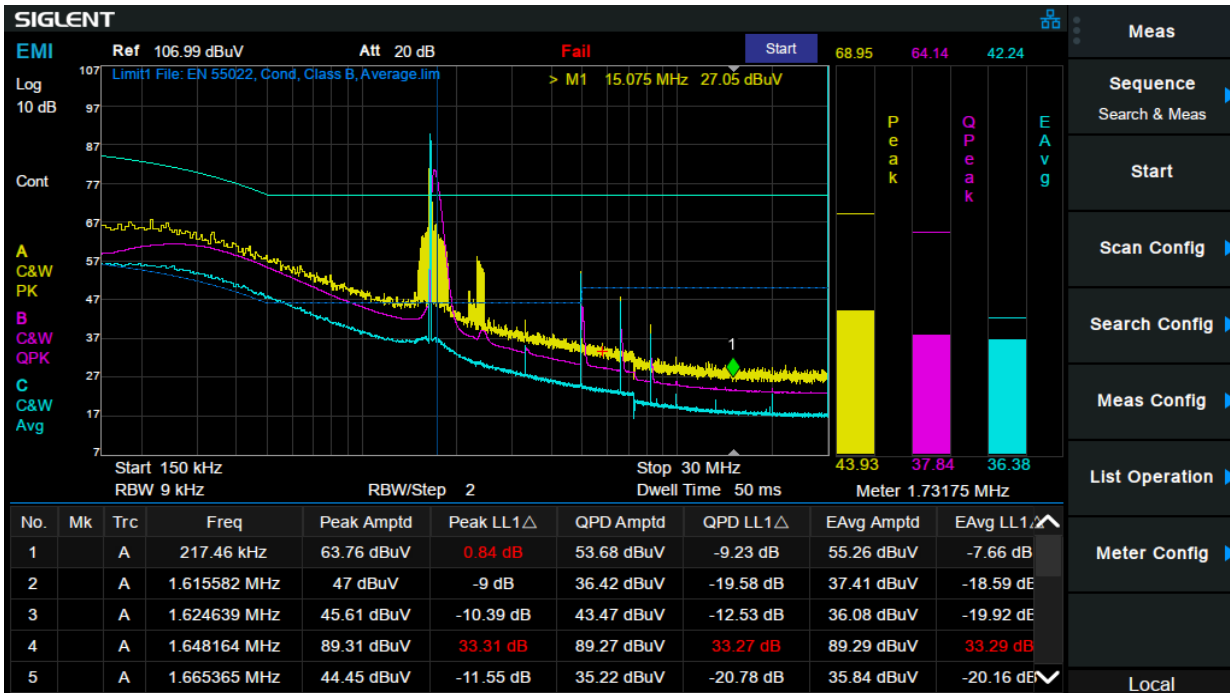 SIGLENT
EMI
Ref 106.99 dBuV Att 20 dB Fail Start 68.95 64.14 42.24
Log
10 dB
Cont
A
C&W
PK
B
C&W
QPK
C
C&W
Avg
Limit1 File: EN 55022, Cond, Class B, Average.lim
> M1 15.075 MHz 27.05 dBuV
107
97
87
77
67
57
47
37
27
17
7
1
Peak
QPeak
EAvg
43.93 37.84 36.38
Start 150 kHz Stop 30 MHz
RBW 9 kHz RBW/Step 2 Dwell Time 50 ms Meter 1.73175 MHz
No. Mk Trc Freq Peak Amptd Peak LL1△ QPD Amptd QPD LL1△ EAvg Amptd EAvg LL1△
1 A 217.46 kHz 63.76 dBuV 0.84 dB 53.68 dBuV -9.23 dB 55.26 dBuV -7.66 dB
2 A 1.615582 MHz 47 dBuV -9 dB 36.42 dBuV -19.58 dB 37.41 dBuV -18.59 dB
3 A 1.624639 MHz 45.61 dBuV -10.39 dB 43.47 dBuV -12.53 dB 36.08 dBuV -19.92 dB
4 A 1.648164 MHz 89.31 dBuV 33.31 dB 89.27 dBuV 33.27 dB 89.29 dBuV 33.29 dB
5 A 1.665365 MHz 44.45 dBuV -11.55 dB 35.22 dBuV -20.78 dB 35.84 dBuV -20.16 dB
Meas
Sequence
Search & Meas
Start
Scan Config
Search Config
Meas Config
List Operation
Meter Config
Local